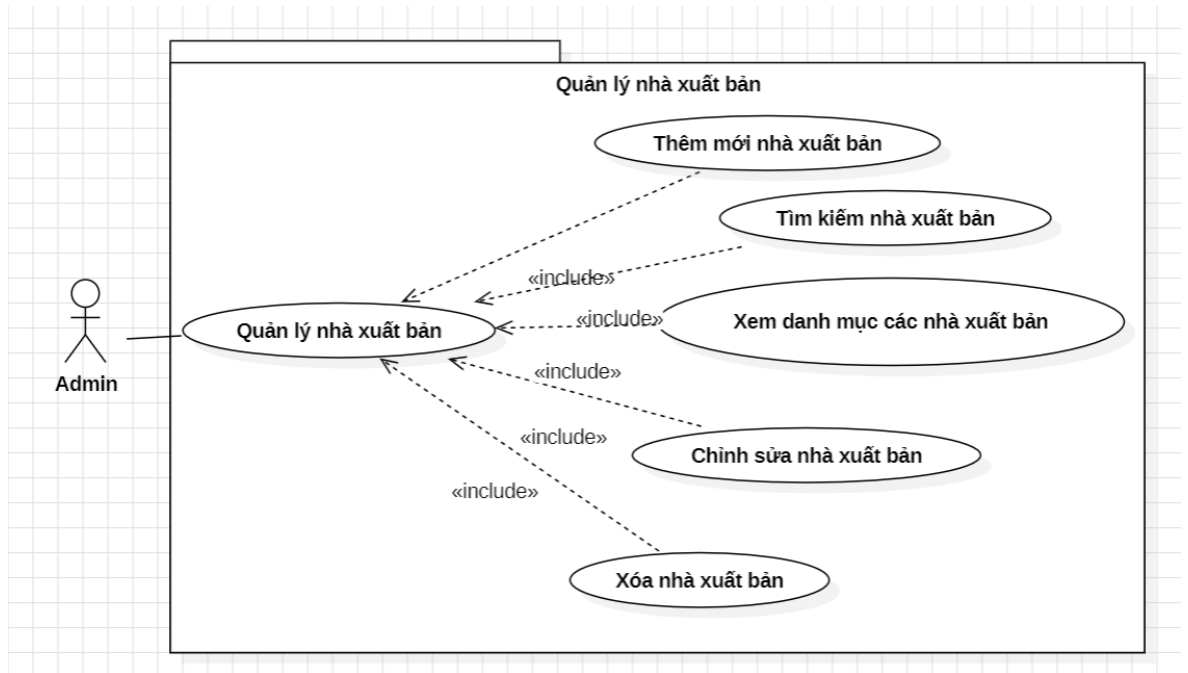 Quản lý nhà xuất bản
Thêm mới nhà xuất bản
Tìm kiếm nhà xuất bản
«include»
«include»
Xem danh mục các nhà xuất bản
Quản lý nhà xuất bản
Admin
«include»
«include»
Chỉnh sửa nhà xuất bản
«include»
Xóa nhà xuất bản